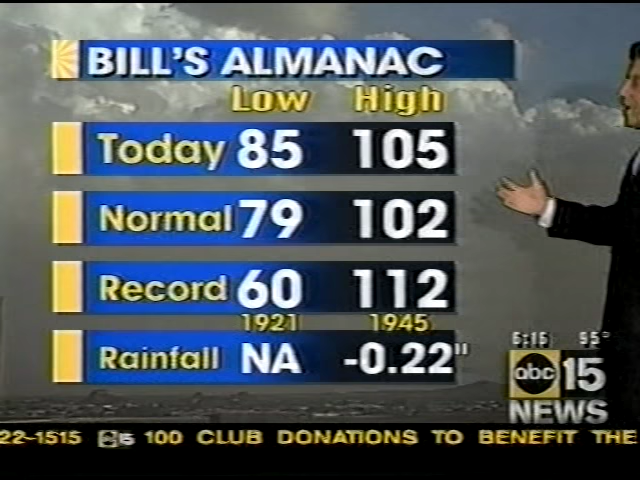 BILL'S ALMANAC
Low High
Today 85 105
Normal 79 102
Record 60 112
1921 1945
Rainfall NA -0.22"
6:15 95°
abc 15
NEWS
22-1515 abc 15 100 CLUB DONATIONS TO BENEFIT THE